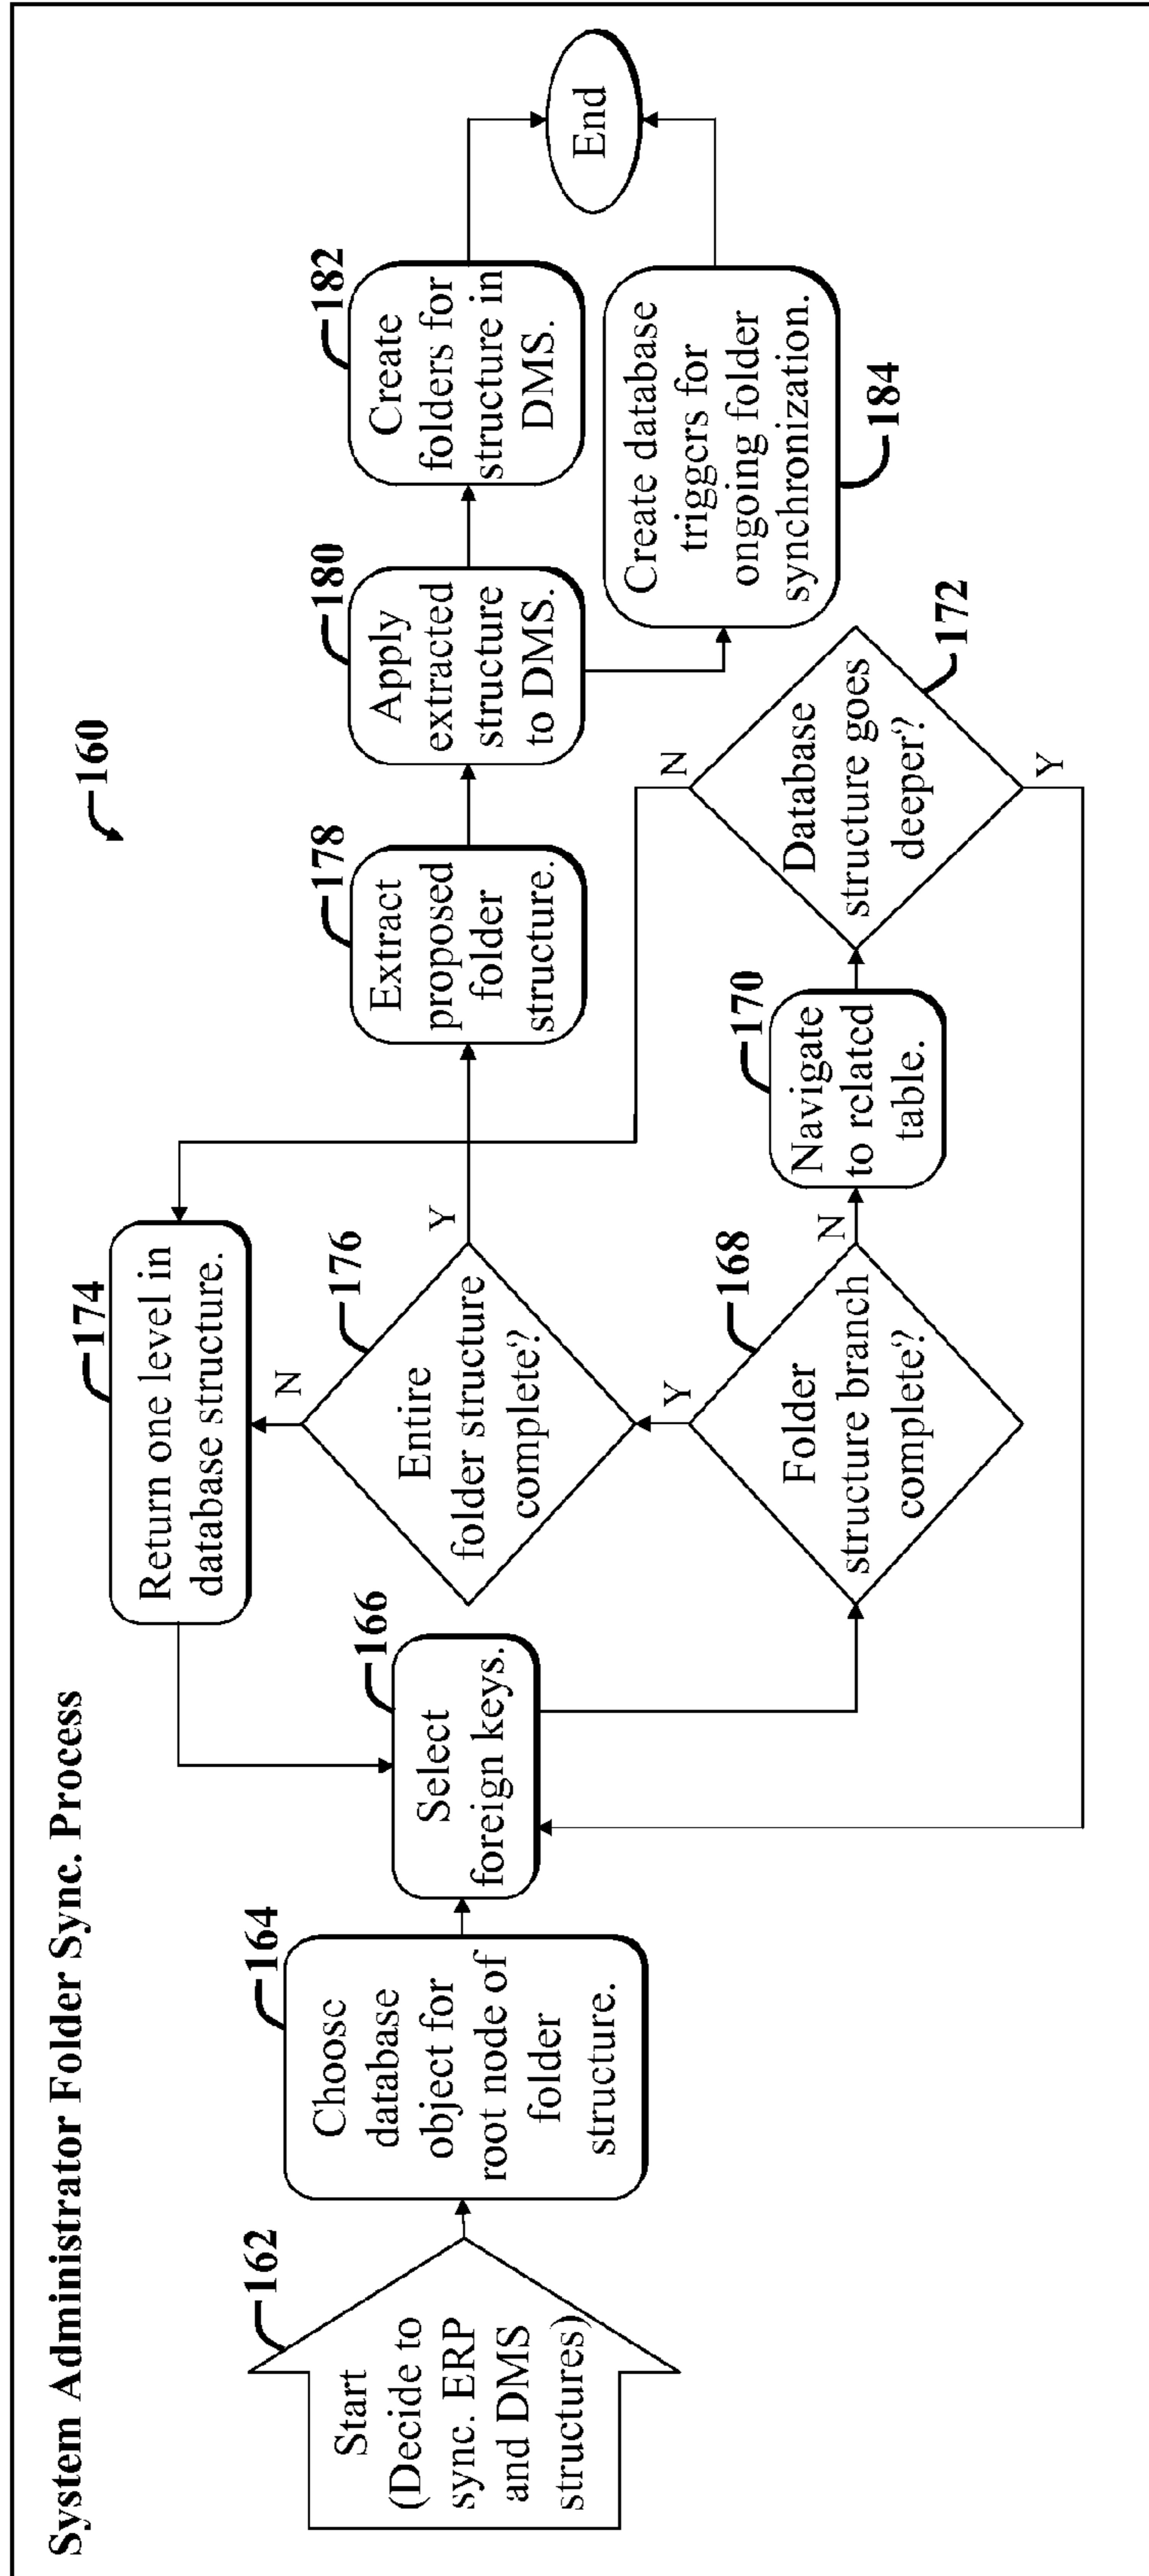 System Administrator Folder Sync. Process
160
162
Start
(Decide to
sync. ERP
and DMS
structures)
164
Choose
database
object for
root node of
folder
structure.
166
Select
foreign keys.
168
Folder
structure branch
complete?
Y
N
170
Navigate
to related
table.
172
Database
structure goes
deeper?
N
Y
174
Return one level in
database structure.
176
Entire
folder structure
complete?
N
Y
178
Extract
proposed
folder
structure.
180
Apply
extracted
structure
to DMS.
182
Create
folders for
structure in
DMS.
184
Create database
triggers for
ongoing folder
synchronization.
End